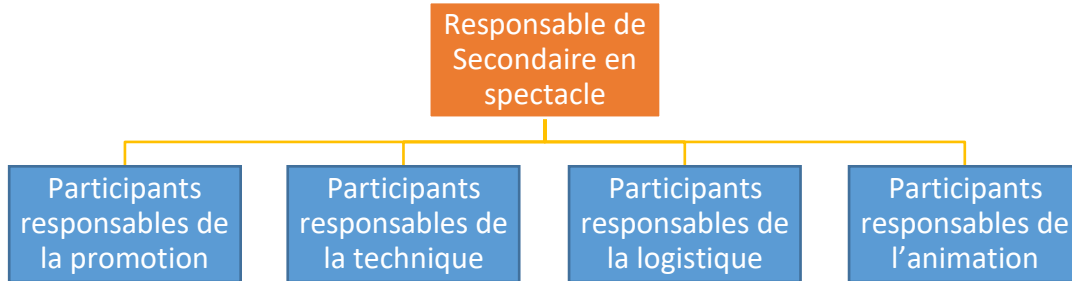 Responsable de
Secondaire en
spectacle
Participants
responsables de
la promotion
Participants
responsables de
la technique
Participants
responsables de
la logistique
Participants
responsables de
l’animation